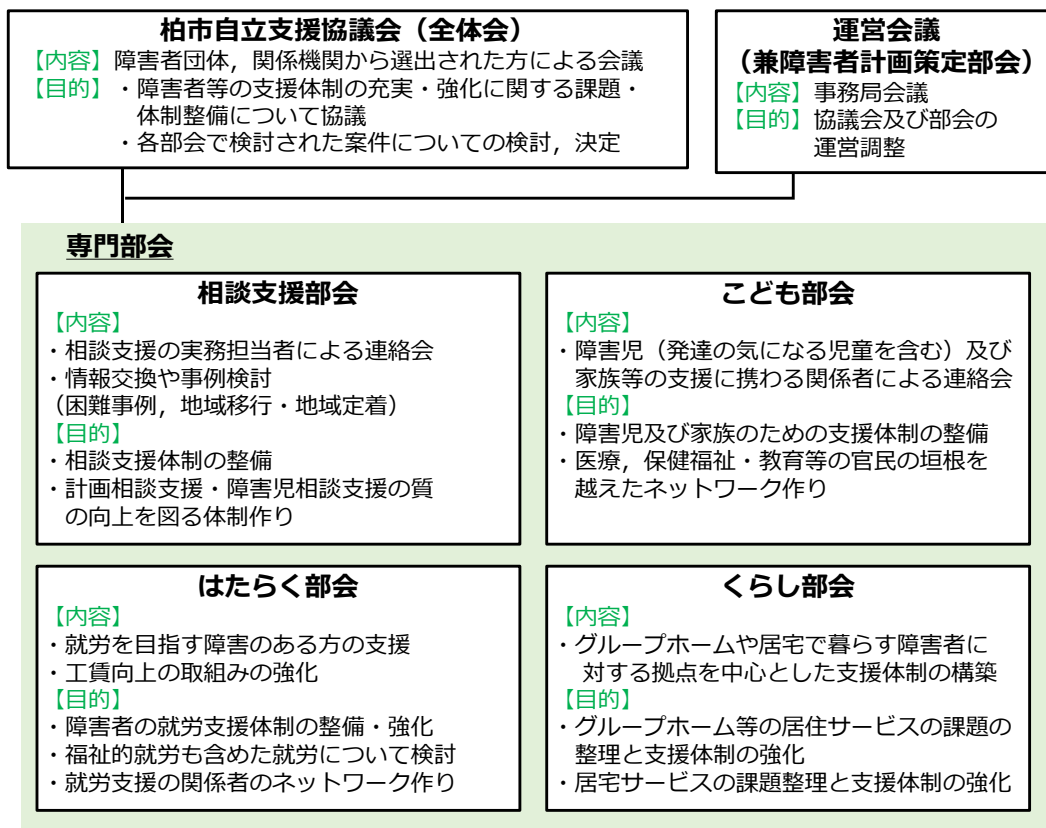 柏市自立支援協議会（全体会）
【内容】障害者団体，関係機関から選出された方による会議
【目的】・障害者等の支援体制の充実・強化に関する課題・
体制整備について協議
・各部会で検討された案件についての検討，決定
運営会議
（兼障害者計画策定部会）
【内容】事務局会議
【目的】協議会及び部会の
運営調整
専門部会
相談支援部会
【内容】
・相談支援の実務担当者による連絡会
・情報交換や事例検討
（困難事例，地域移行・地域定着）
【目的】
・相談支援体制の整備
・計画相談支援・障害児相談支援の質
の向上を図る体制作り
こども部会
【内容】
・障害児（発達の気になる児童を含む）及び
家族等の支援に携わる関係者による連絡会
【目的】
・障害児及び家族のための支援体制の整備
・医療，保健福祉・教育等の官民の垣根を
越えたネットワーク作り
はたらく部会
【内容】
・就労を目指す障害のある方の支援
・工賃向上の取組みの強化
【目的】
・障害者の就労支援体制の整備・強化
・福祉的就労も含めた就労について検討
・就労支援の関係者のネットワーク作り
くらし部会
【内容】
・グループホームや居宅で暮らす障害者に
対する拠点を中心とした支援体制の構築
【目的】
・グループホーム等の居住サービスの課題の
整理と支援体制の強化
・居宅サービスの課題整理と支援体制の強化